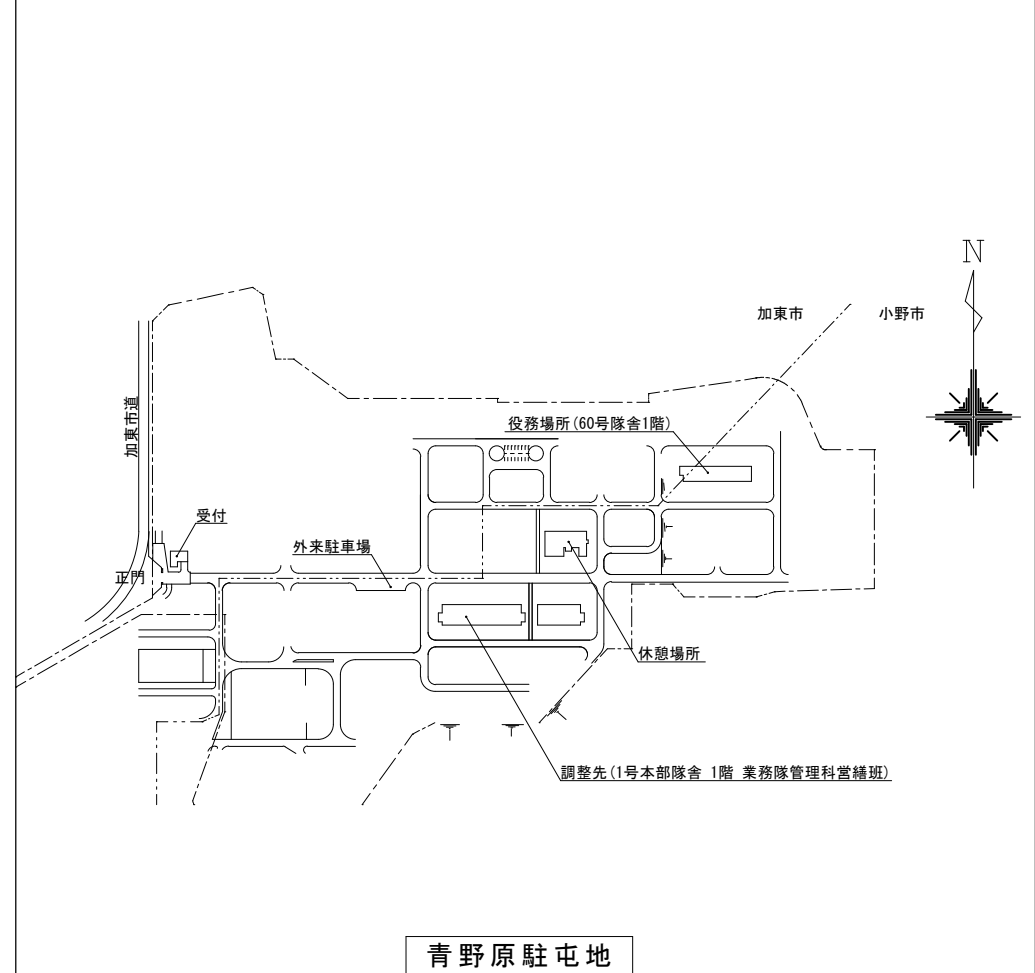 N
加東市
小野市
加東市道
役務場所(60号隊舎1階)
受付
外来駐車場
正門
休憩場所
調整先(1号本部隊舎 1階 業務隊管理科営繕班)
青野原駐屯地